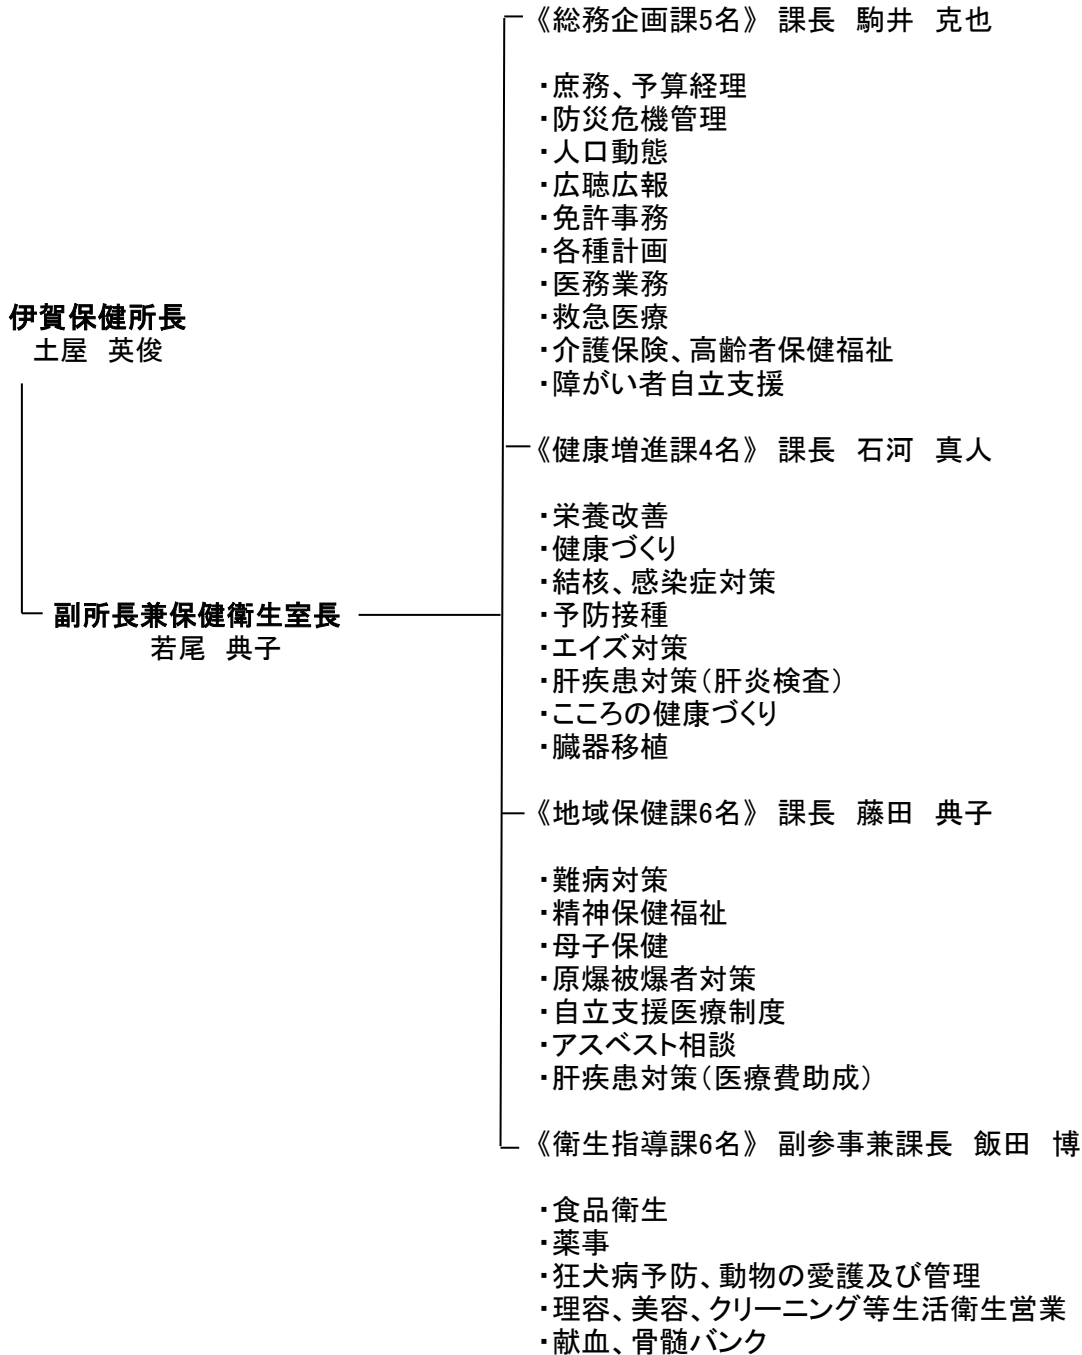 《総務企画課5名》 課長　駒井　克也
・庶務、予算経理
・防災危機管理
・人口動態
・広聴広報
・免許事務
・各種計画
・医務業務
・救急医療
・介護保険、高齢者保健福祉
・障がい者自立支援
伊賀保健所長
土屋　英俊
《健康増進課4名》 課長　石河　真人
・栄養改善
・健康づくり
・結核、感染症対策
・予防接種
・エイズ対策
・肝疾患対策（肝炎検査）
・こころの健康づくり
・臓器移植
副所長兼保健衛生室長
若尾　典子
《地域保健課6名》 課長　藤田　典子
・難病対策
・精神保健福祉
・母子保健
・原爆被爆者対策
・自立支援医療制度
・アスベスト相談
・肝疾患対策（医療費助成）
《衛生指導課6名》 副参事兼課長　飯田　博
・食品衛生
・薬事
・狂犬病予防、動物の愛護及び管理
・理容、美容、クリーニング等生活衛生営業
・献血、骨髄バンク